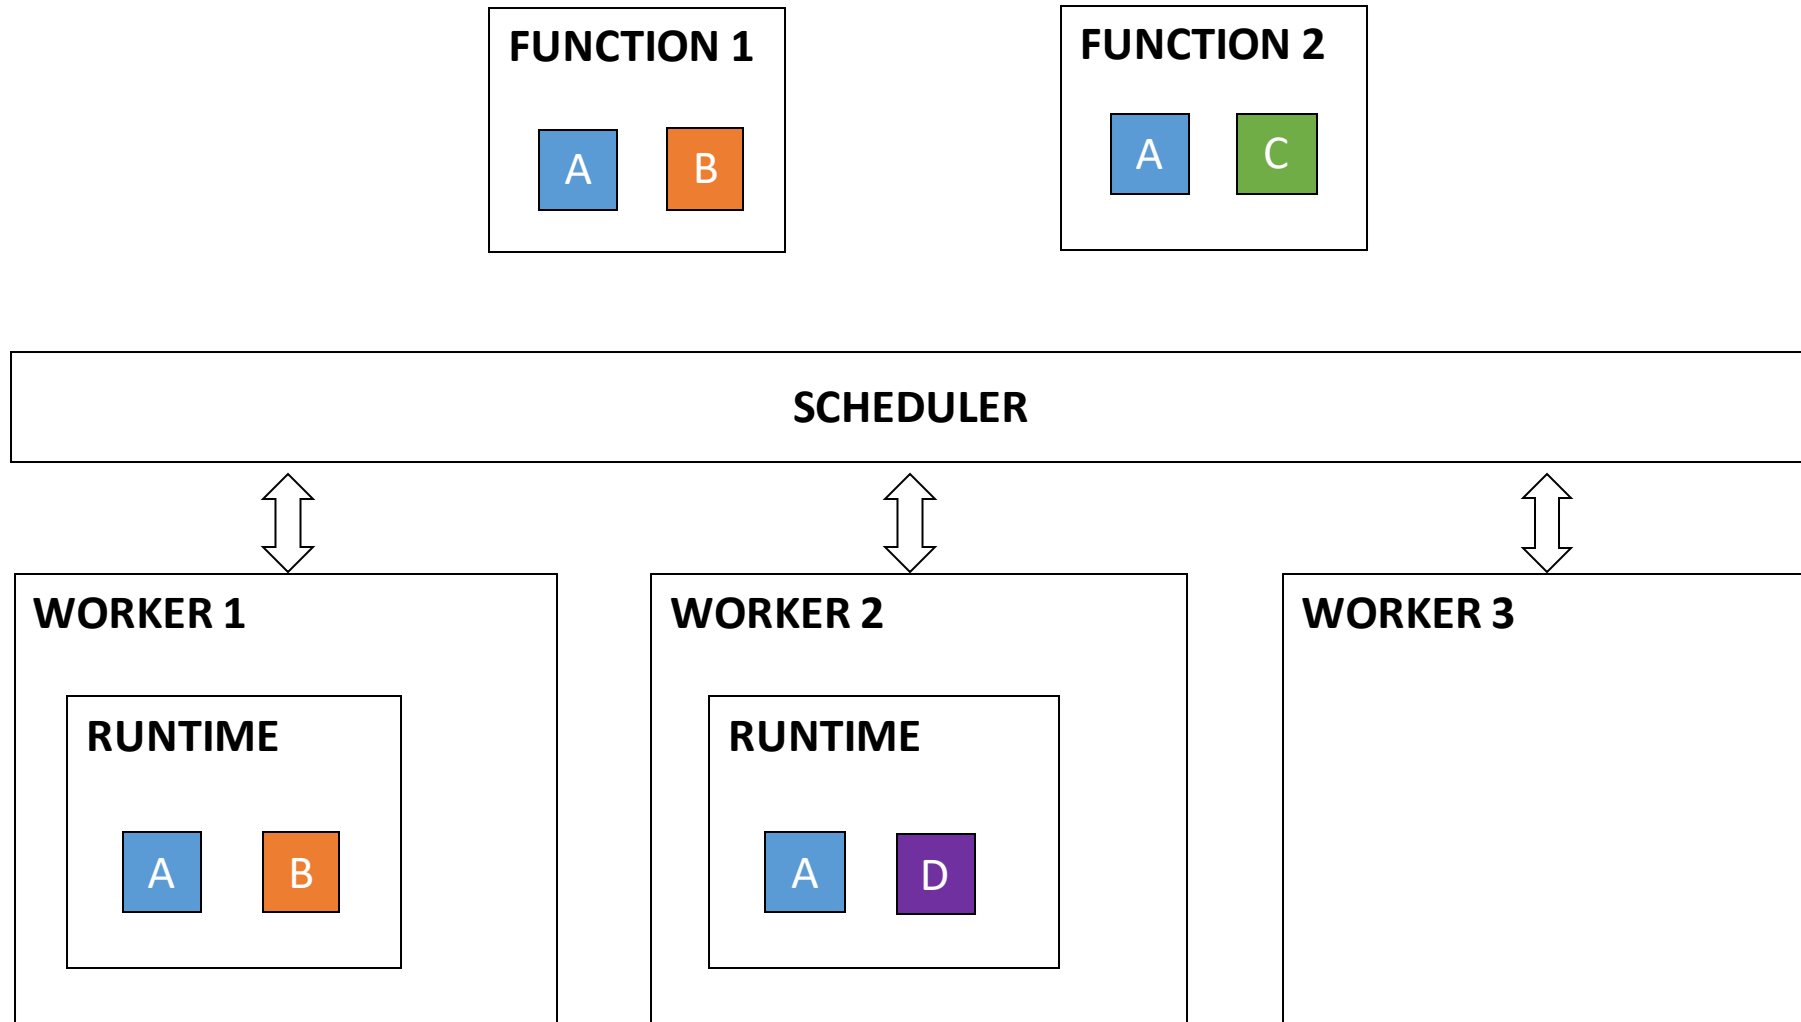 FUNCTION 1
A B
FUNCTION 2
A C
SCHEDULER
WORKER 1
RUNTIME
A B
WORKER 2
RUNTIME
A D
WORKER 3